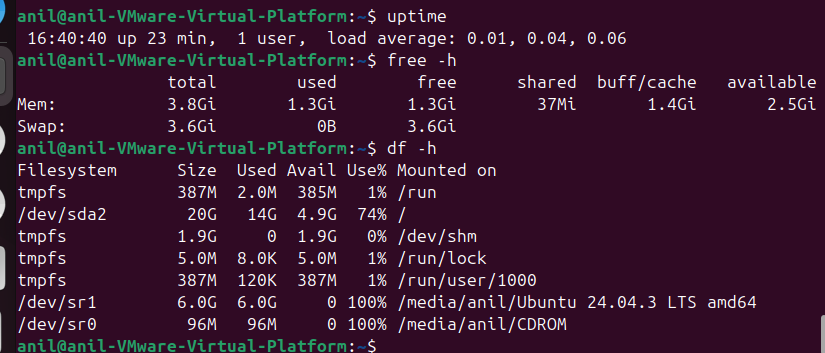 anil@anil-VMware-Virtual-Platform:~$ uptime
 16:40:40 up 23 min,  1 user,  load average: 0.01, 0.04, 0.06
anil@anil-VMware-Virtual-Platform:~$ free -h
               total        used        free      shared  buff/cache   available
Mem:           3.8Gi       1.3Gi       1.3Gi        37Mi       1.4Gi       2.5Gi
Swap:          3.6Gi          0B       3.6Gi
anil@anil-VMware-Virtual-Platform:~$ df -h
Filesystem      Size  Used Avail Use% Mounted on
tmpfs           387M  2.0M  385M   1% /run
/dev/sda2        20G   14G  4.9G  74% /
tmpfs           1.9G     0  1.9G   0% /dev/shm
tmpfs           5.0M  8.0K  5.0M   1% /run/lock
tmpfs           387M  120K  387M   1% /run/user/1000
/dev/sr1        6.0G  6.0G     0 100% /media/anil/Ubuntu 24.04.3 LTS amd64
/dev/sr0         96M   96M     0 100% /media/anil/CDROM
anil@anil-VMware-Virtual-Platform:~$